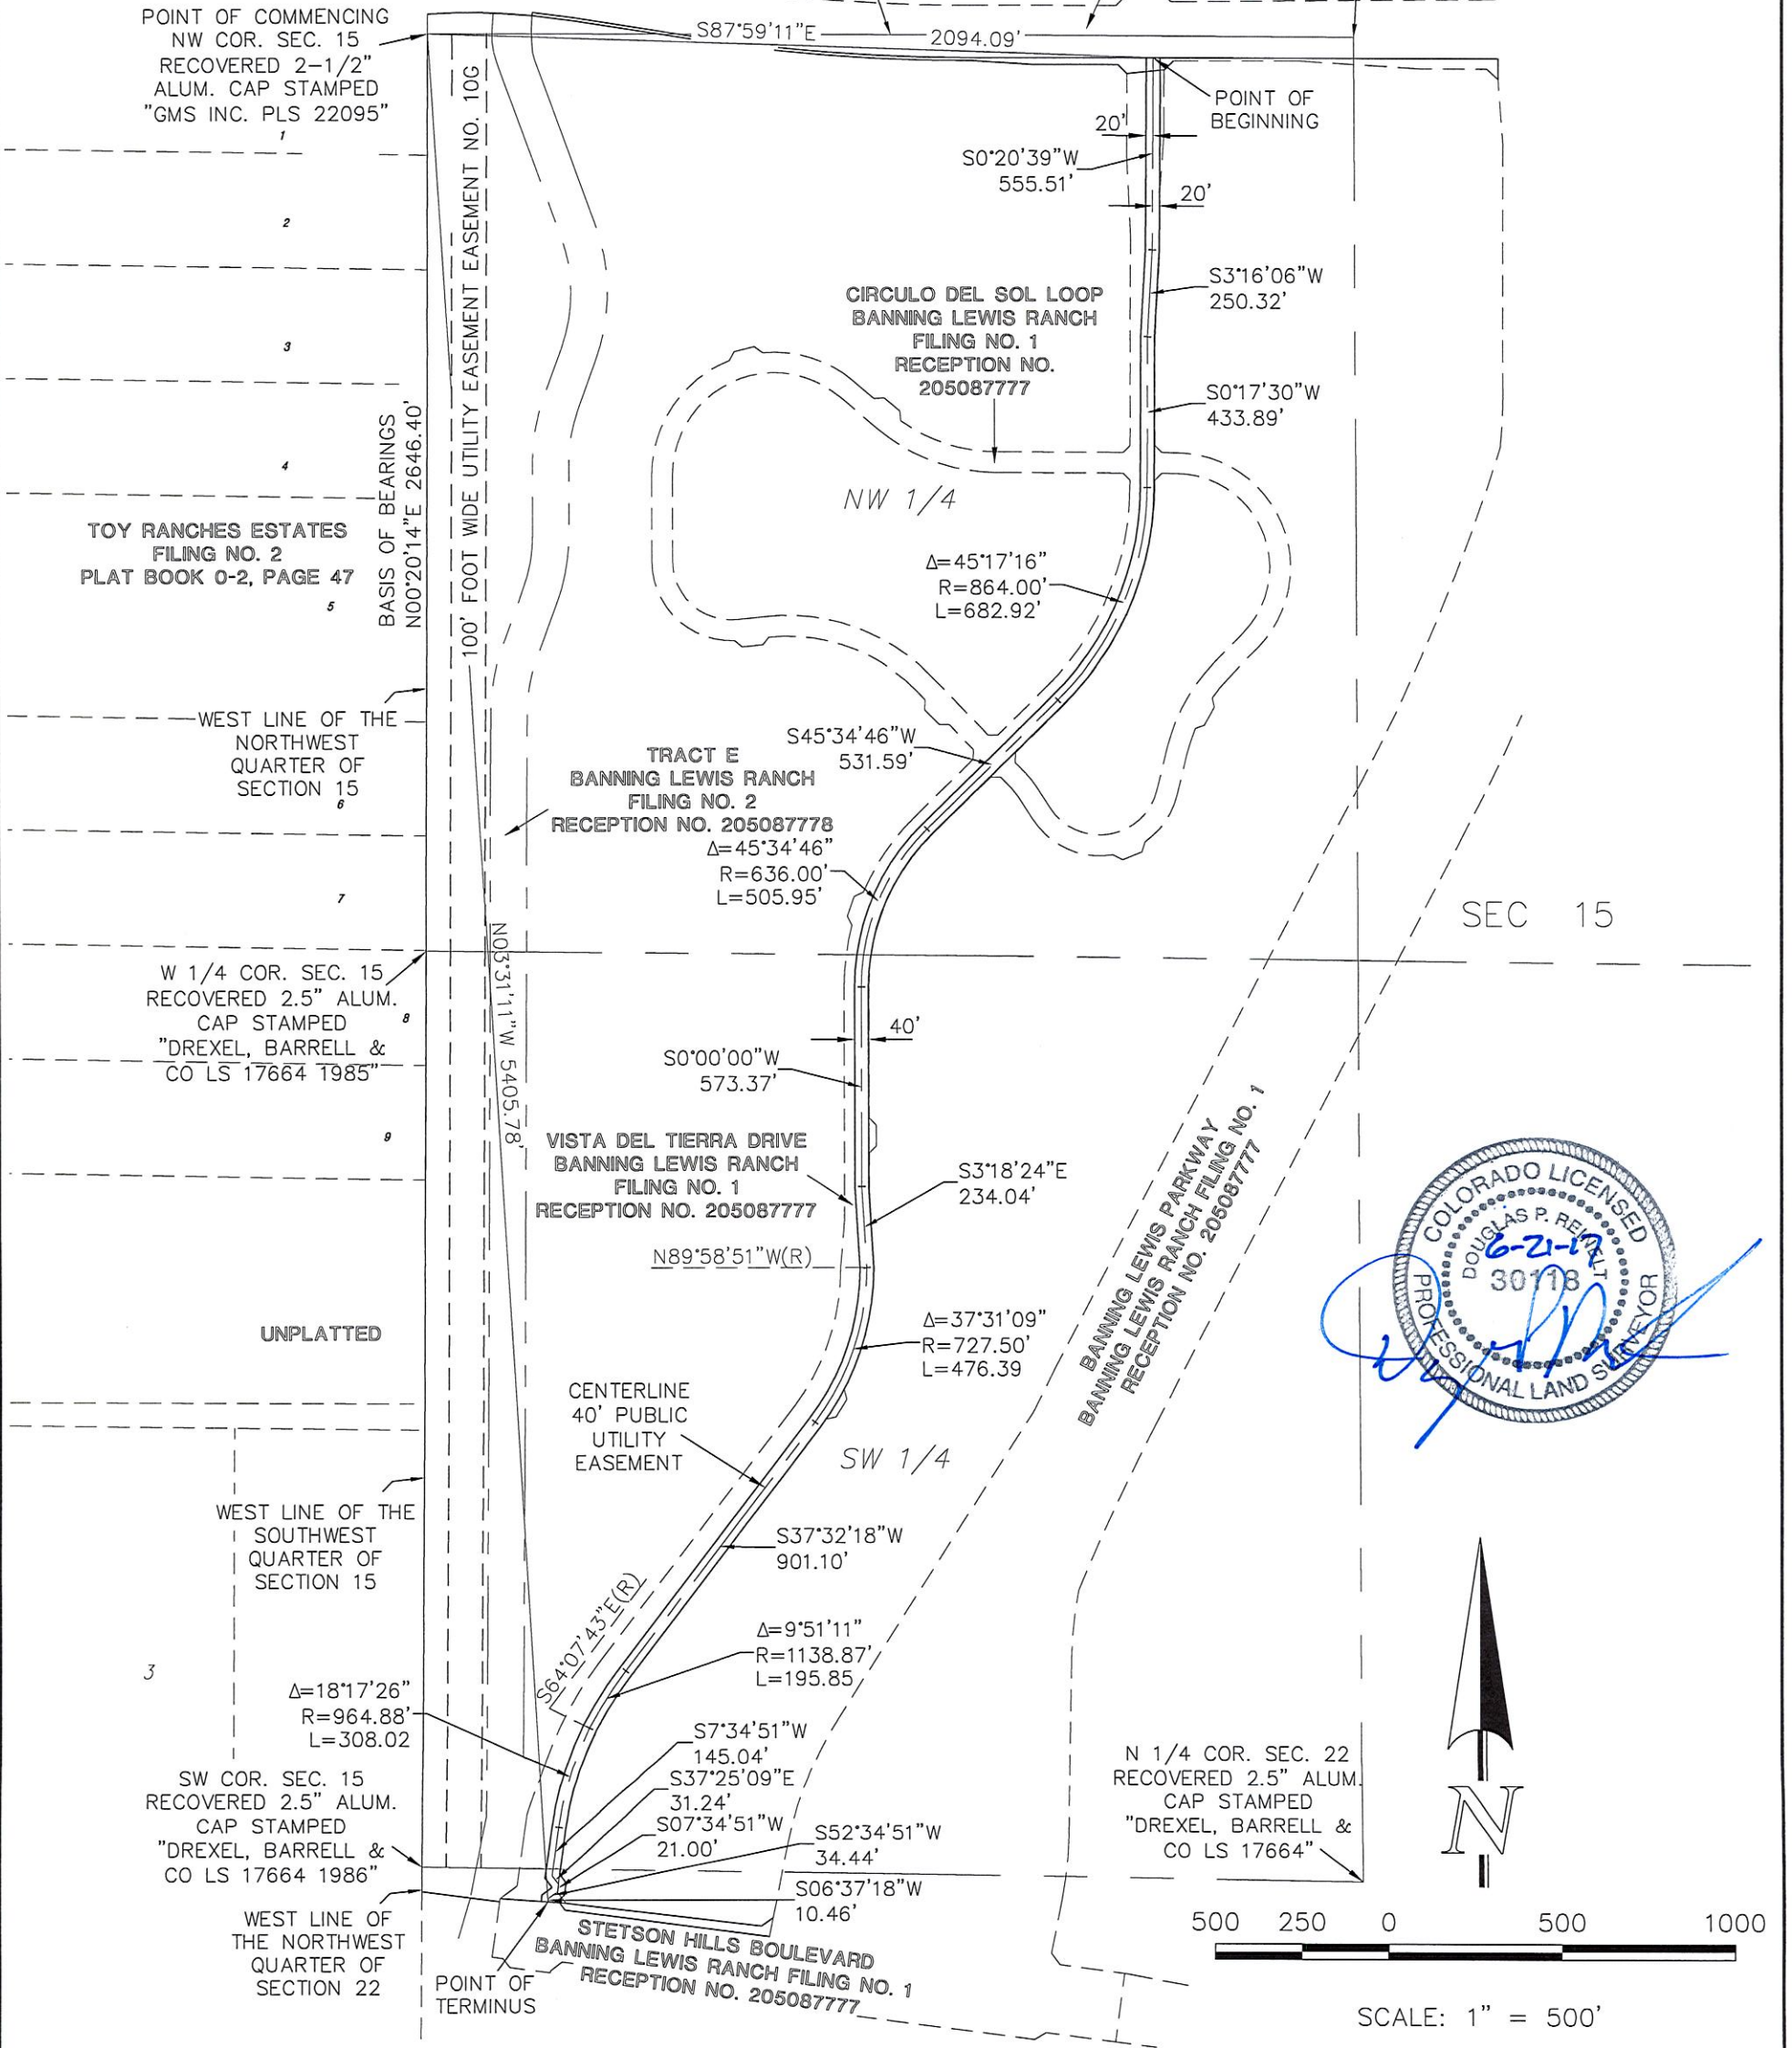 POINT OF COMMENCING
NW COR. SEC. 15
RECOVERED 2-1/2"
ALUM. CAP STAMPED
"GMS INC. PLS 22095"
S87°59'11"E
2094.09'
POINT OF
BEGINNING
20'
S0°20'39"W
555.51'
20'
1
2
3
4
100' FOOT WIDE UTILITY EASEMENT EASEMENT NO. 10G
BASIS OF BEARINGS
N00°20'14"E 2646.40'
CIRCULO DEL SOL LOOP
BANNING LEWIS RANCH
FILING NO. 1
RECEPTION NO.
205087777
S3°16'06"W
250.32'
S0°17'30"W
433.89'
NW 1/4
TOY RANCHES ESTATES
FILING NO. 2
PLAT BOOK O-2, PAGE 47
5
Δ=45°17'16"
R=864.00'
L=682.92'
WEST LINE OF THE
NORTHWEST
QUARTER OF
SECTION 15
6
S45°34'46"W
531.59'
TRACT E
BANNING LEWIS RANCH
FILING NO. 2
RECEPTION NO. 205087778
Δ=45°34'46"
R=636.00'
L=505.95'
7
SEC 15
N03°31'11"W 5405.78'
W 1/4 COR. SEC. 15
RECOVERED 2.5" ALUM.
CAP STAMPED
8
"DREXEL, BARRELL &
CO LS 17664 1985"
40'
S0°00'00"W
573.37'
9
VISTA DEL TIERRA DRIVE
BANNING LEWIS RANCH
FILING NO. 1
RECEPTION NO. 205087777
S3°18'24"E
234.04'
N89°58'51"W(R)
BANNING LEWIS PARKWAY
BANNING LEWIS RANCH FILING NO. 1
RECEPTION NO. 205087777
COLORADO LICENSED
DOUGLAS P. REINELT
6-21-17
30118
PROFESSIONAL LAND SURVEYOR
UNPLATTED
Δ=37°31'09"
R=727.50'
L=476.39
CENTERLINE
40' PUBLIC
UTILITY
EASEMENT
SW 1/4
WEST LINE OF THE
SOUTHWEST
QUARTER OF
SECTION 15
S37°32'18"W
901.10'
S64°07'43"E(R)
Δ=9°51'11"
R=1138.87'
L=195.85
3
Δ=18°17'26"
R=964.88'
L=308.02
S7°34'51"W
145.04'
S37°25'09"E
31.24'
S07°34'51"W
21.00'
S52°34'51"W
34.44'
S06°37'18"W
10.46'
SW COR. SEC. 15
RECOVERED 2.5" ALUM.
CAP STAMPED
"DREXEL, BARRELL &
CO LS 17664 1986"
N 1/4 COR. SEC. 22
RECOVERED 2.5" ALUM.
CAP STAMPED
"DREXEL, BARRELL &
CO LS 17664"
N
WEST LINE OF
THE NORTHWEST
QUARTER OF
SECTION 22
POINT OF
TERMINUS
STETSON HILLS BOULEVARD
BANNING LEWIS RANCH FILING NO. 1
RECEPTION NO. 205087777
500 250 0 500 1000
SCALE: 1" = 500'